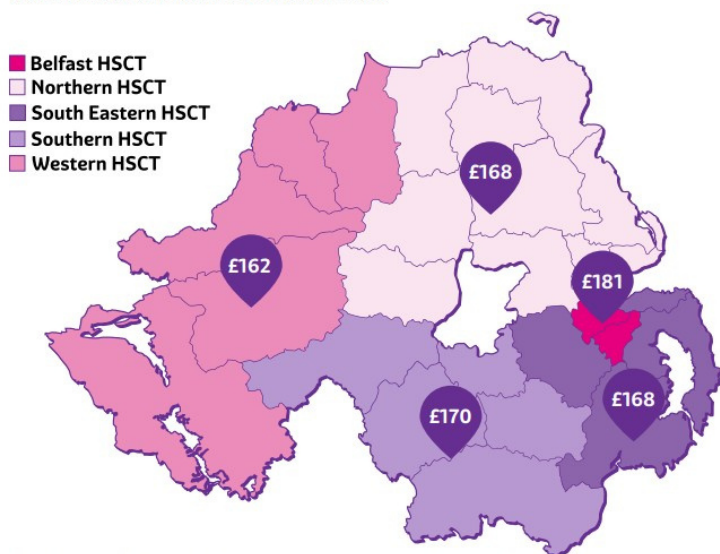 Belfast HSCT
Northern HSCT
South Eastern HSCT
Southern HSCT
Western HSCT
£168
£162
£181
£170
£168